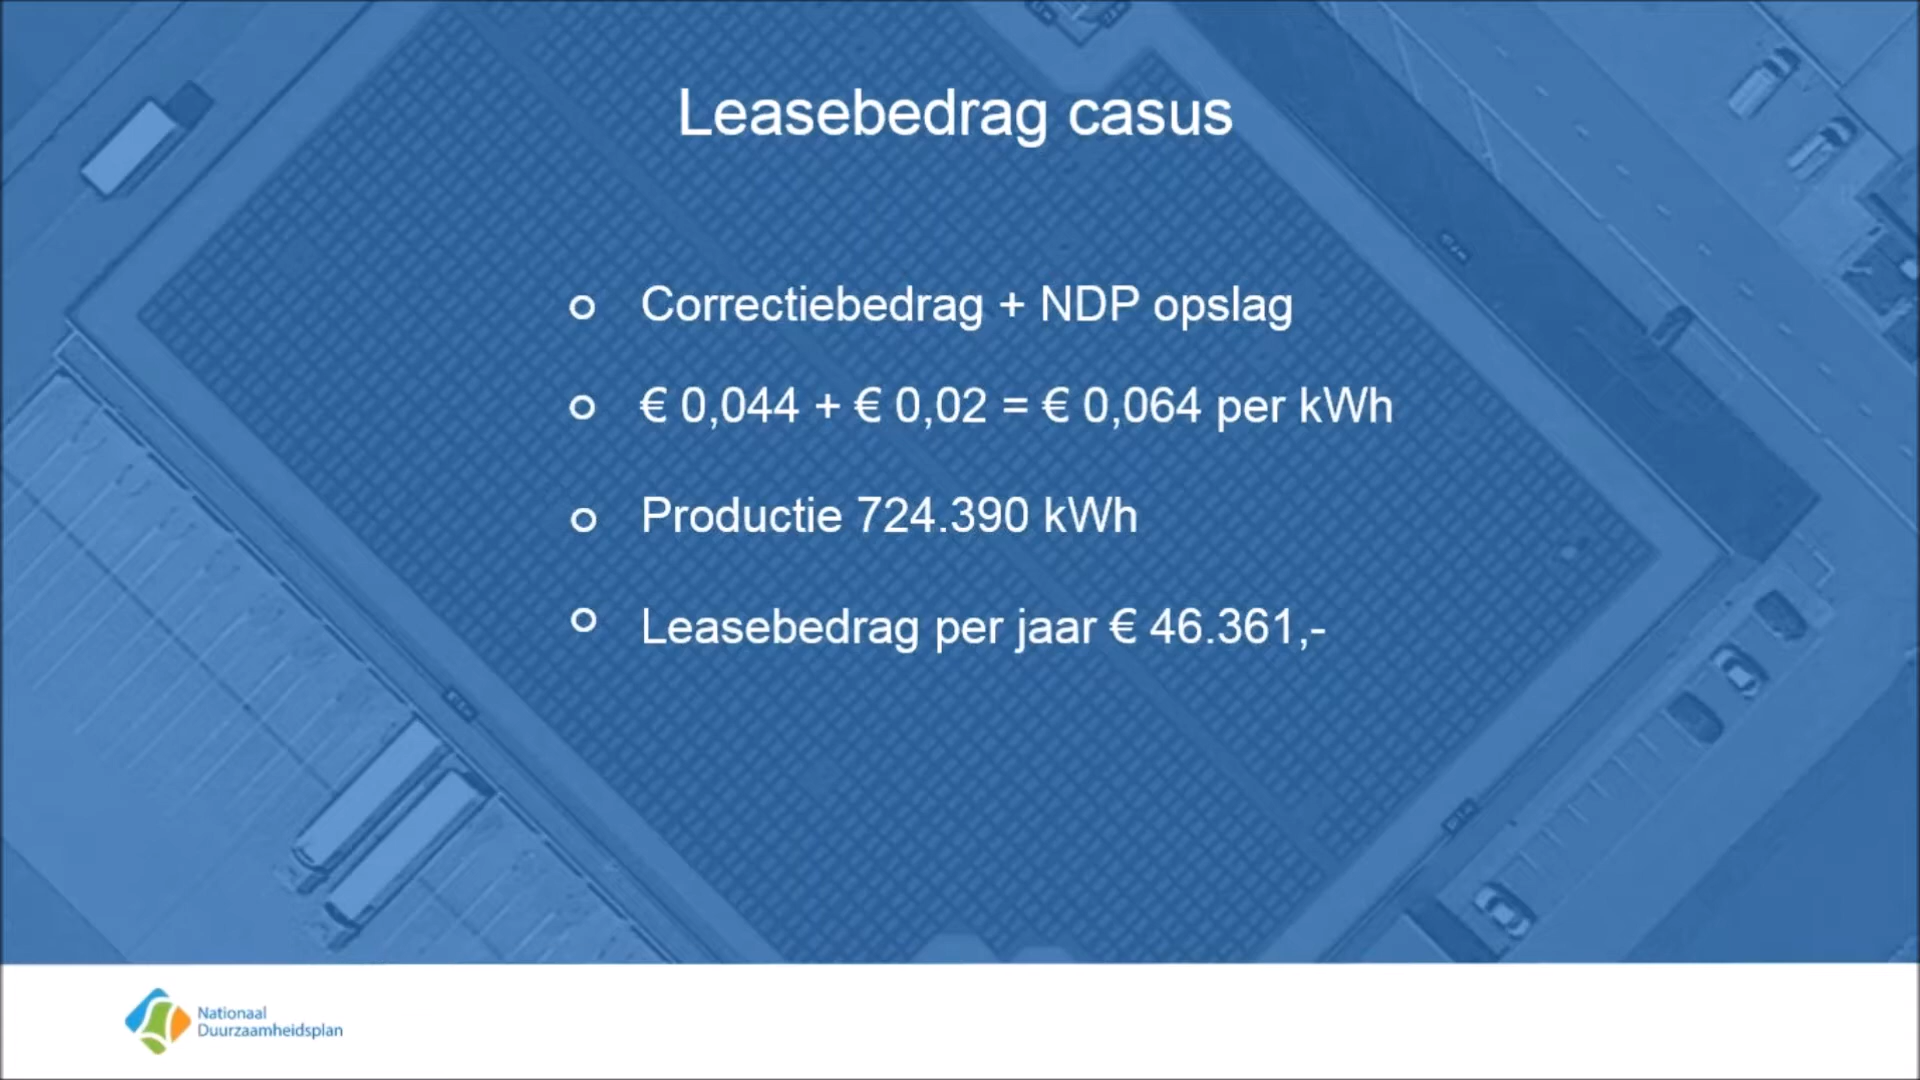 Leasebedrag casus
Correctiebedrag + NDP opslag
€ 0,044 + € 0,02 = € 0,064 per kWh
Productie 724.390 kWh
Leasebedrag per jaar € 46.361,-
Nationaal
Duurzaamheidsplan